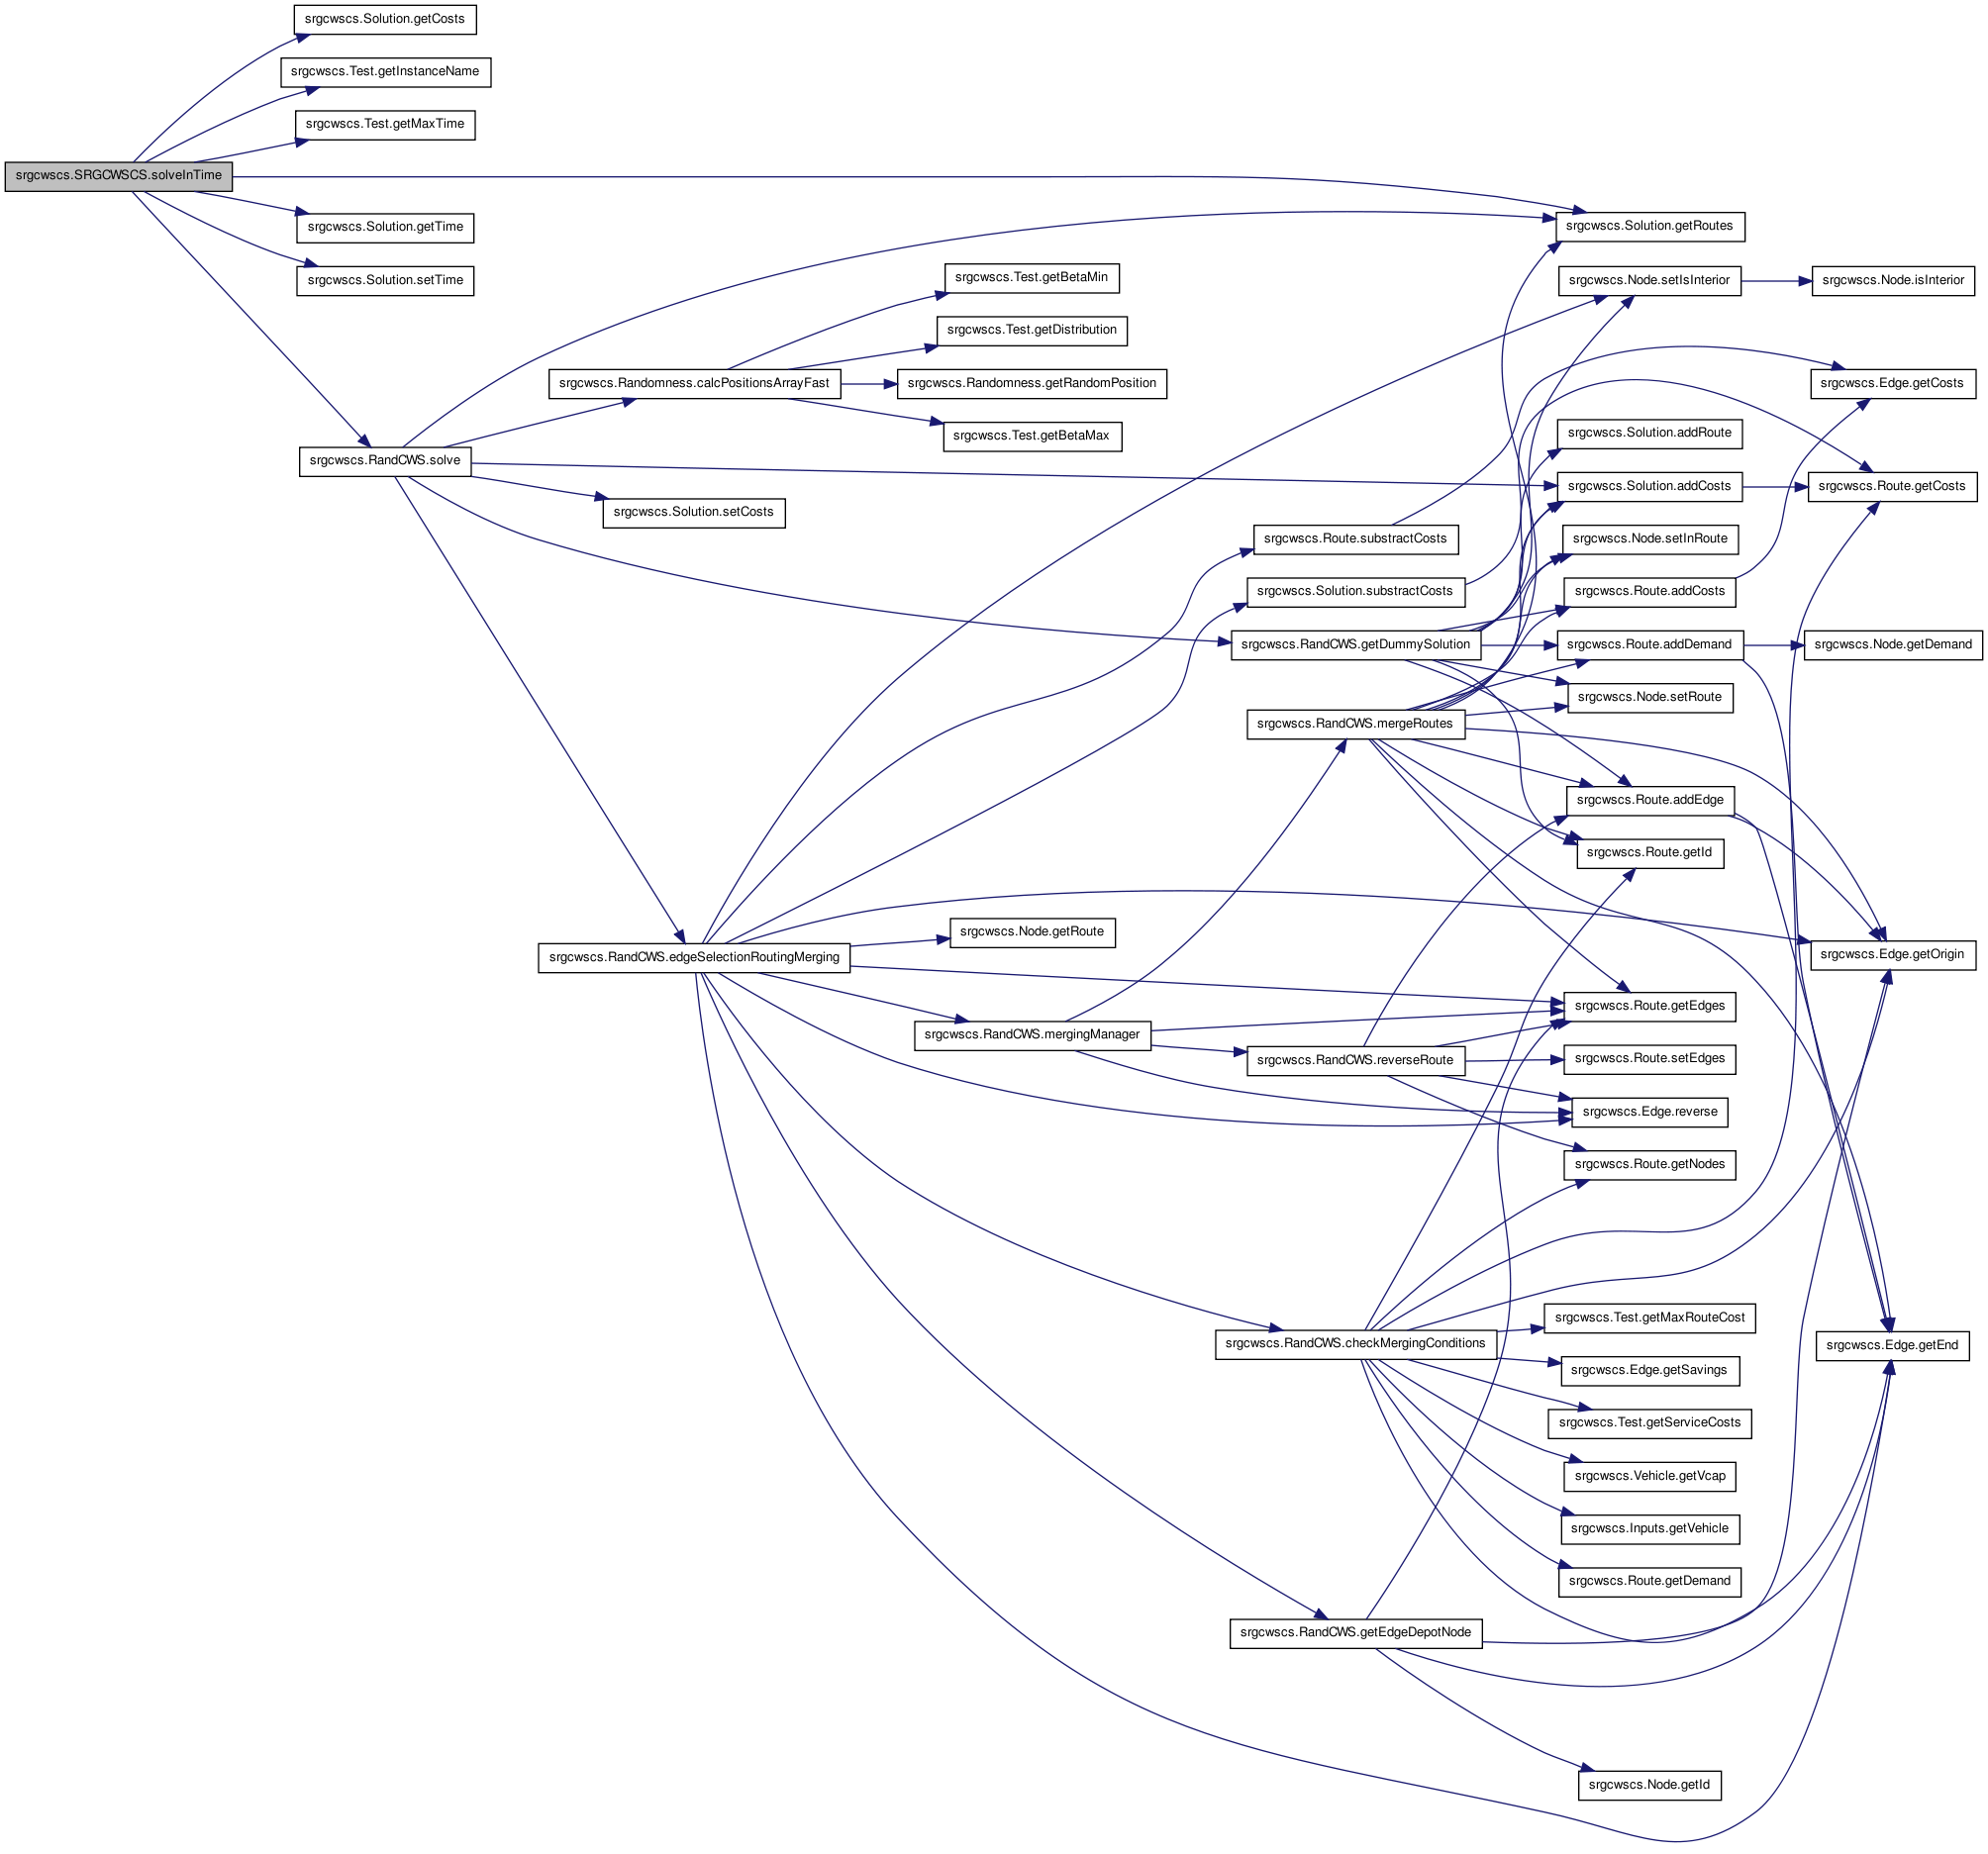 srgcwscs.Solution.getCosts
srgcwscs.Test.getInstanceName
srgcwscs.Test.getMaxTime
srgcwscs.SRGCWSCS.solveInTime
srgcwscs.Solution.getTime
srgcwscs.Solution.getRoutes
srgcwscs.Solution.setTime
srgcwscs.Test.getBetaMin
srgcwscs.Node.setIsInterior
srgcwscs.Node.isInterior
srgcwscs.Test.getDistribution
srgcwscs.Randomness.calcPositionsArrayFast
srgcwscs.Randomness.getRandomPosition
srgcwscs.Edge.getCosts
srgcwscs.Test.getBetaMax
srgcwscs.Solution.addRoute
srgcwscs.RandCWS.solve
srgcwscs.Solution.addCosts
srgcwscs.Route.getCosts
srgcwscs.Solution.setCosts
srgcwscs.Route.substractCosts
srgcwscs.Node.setInRoute
srgcwscs.Solution.substractCosts
srgcwscs.Route.addCosts
srgcwscs.RandCWS.getDummySolution
srgcwscs.Route.addDemand
srgcwscs.Node.getDemand
srgcwscs.Node.setRoute
srgcwscs.RandCWS.mergeRoutes
srgcwscs.Route.addEdge
srgcwscs.Route.getId
srgcwscs.Node.getRoute
srgcwscs.Edge.getOrigin
srgcwscs.RandCWS.edgeSelectionRoutingMerging
srgcwscs.Route.getEdges
srgcwscs.RandCWS.mergingManager
srgcwscs.RandCWS.reverseRoute
srgcwscs.Route.setEdges
srgcwscs.Edge.reverse
srgcwscs.Route.getNodes
srgcwscs.Test.getMaxRouteCost
srgcwscs.RandCWS.checkMergingConditions
srgcwscs.Edge.getEnd
srgcwscs.Edge.getSavings
srgcwscs.Test.getServiceCosts
srgcwscs.Vehicle.getVcap
srgcwscs.Inputs.getVehicle
srgcwscs.Route.getDemand
srgcwscs.RandCWS.getEdgeDepotNode
srgcwscs.Node.getId